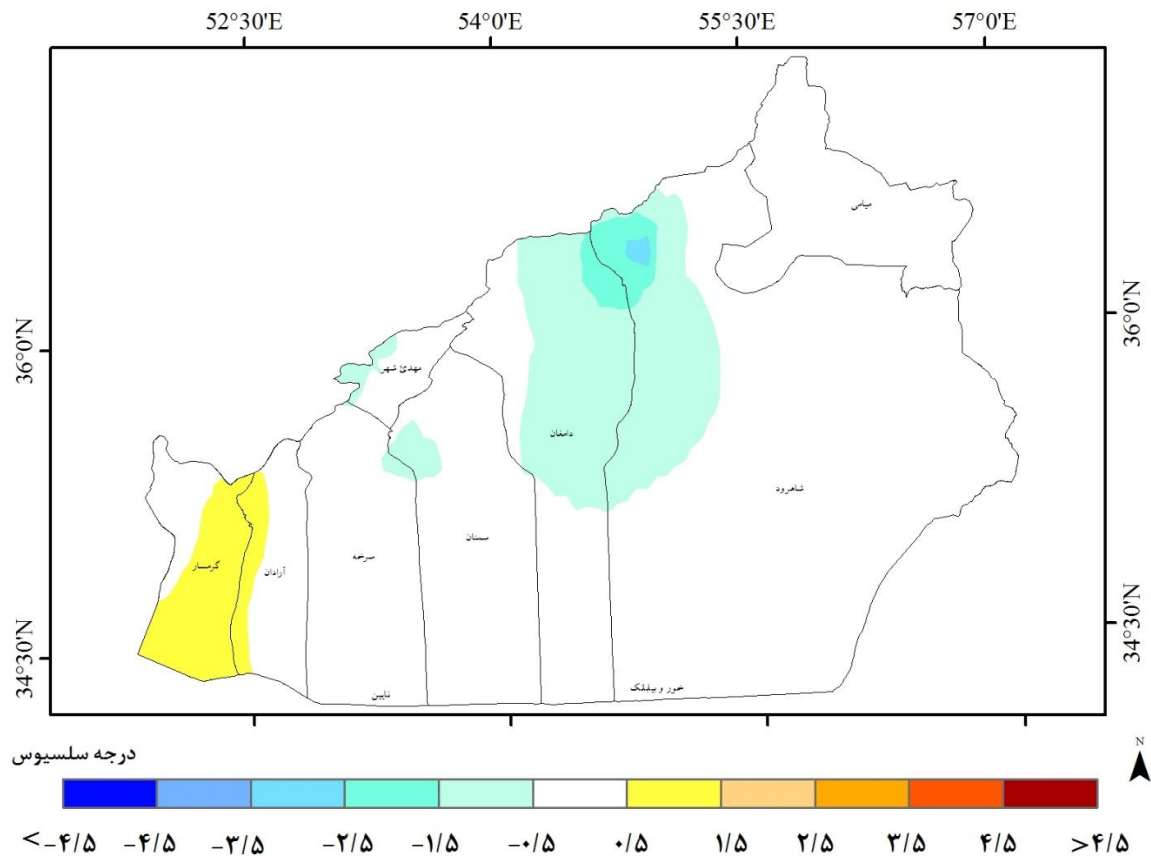 52°30'E 54°0'E 55°30'E 57°0'E
36°0'N 36°0'N
34°30'N 34°30'N
میامی
مهدئ شهر
دامغان
شاهرود
سمنان
سرخه
گرمسار
آرادان
نایین
خور و بیابانک
درجه سلسیوس
N
<-۴/۵ -۴/۵ -۳/۵ -۲/۵ -۱/۵ -۰/۵ ۰/۵ ۱/۵ ۲/۵ ۳/۵ ۴/۵ >۴/۵